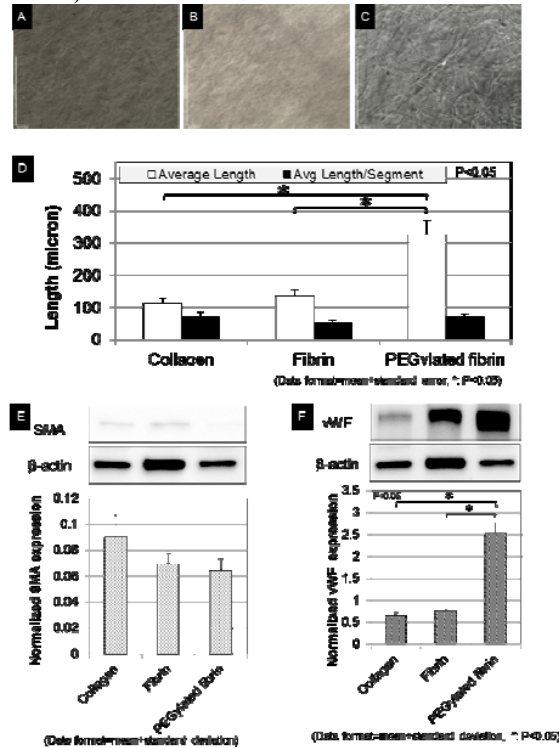 A
B
C
D
Average Length
Avg Length/Segment
P<0.05
500
400
300
200
100
0
Length (micron)
*
*
Collagen
Fibrin
PEGylated fibrin
(Data format=mean+standard error, *: P<0.05)
E
SMA
β-actin
0.12
0.1
0.08
0.06
0.04
0.02
0
Normalized SMA expression
Collagen
Fibrin
PEGylated fibrin
(Data format=mean+standard deviation)
F
vWF
β-actin
P<0.05
*
*
3.5
3
2.5
2
1.5
1
0.5
0
Normalized vWF expression
Collagen
Fibrin
PEGylated fibrin
(Data format=mean+standard deviation, *: P<0.05)